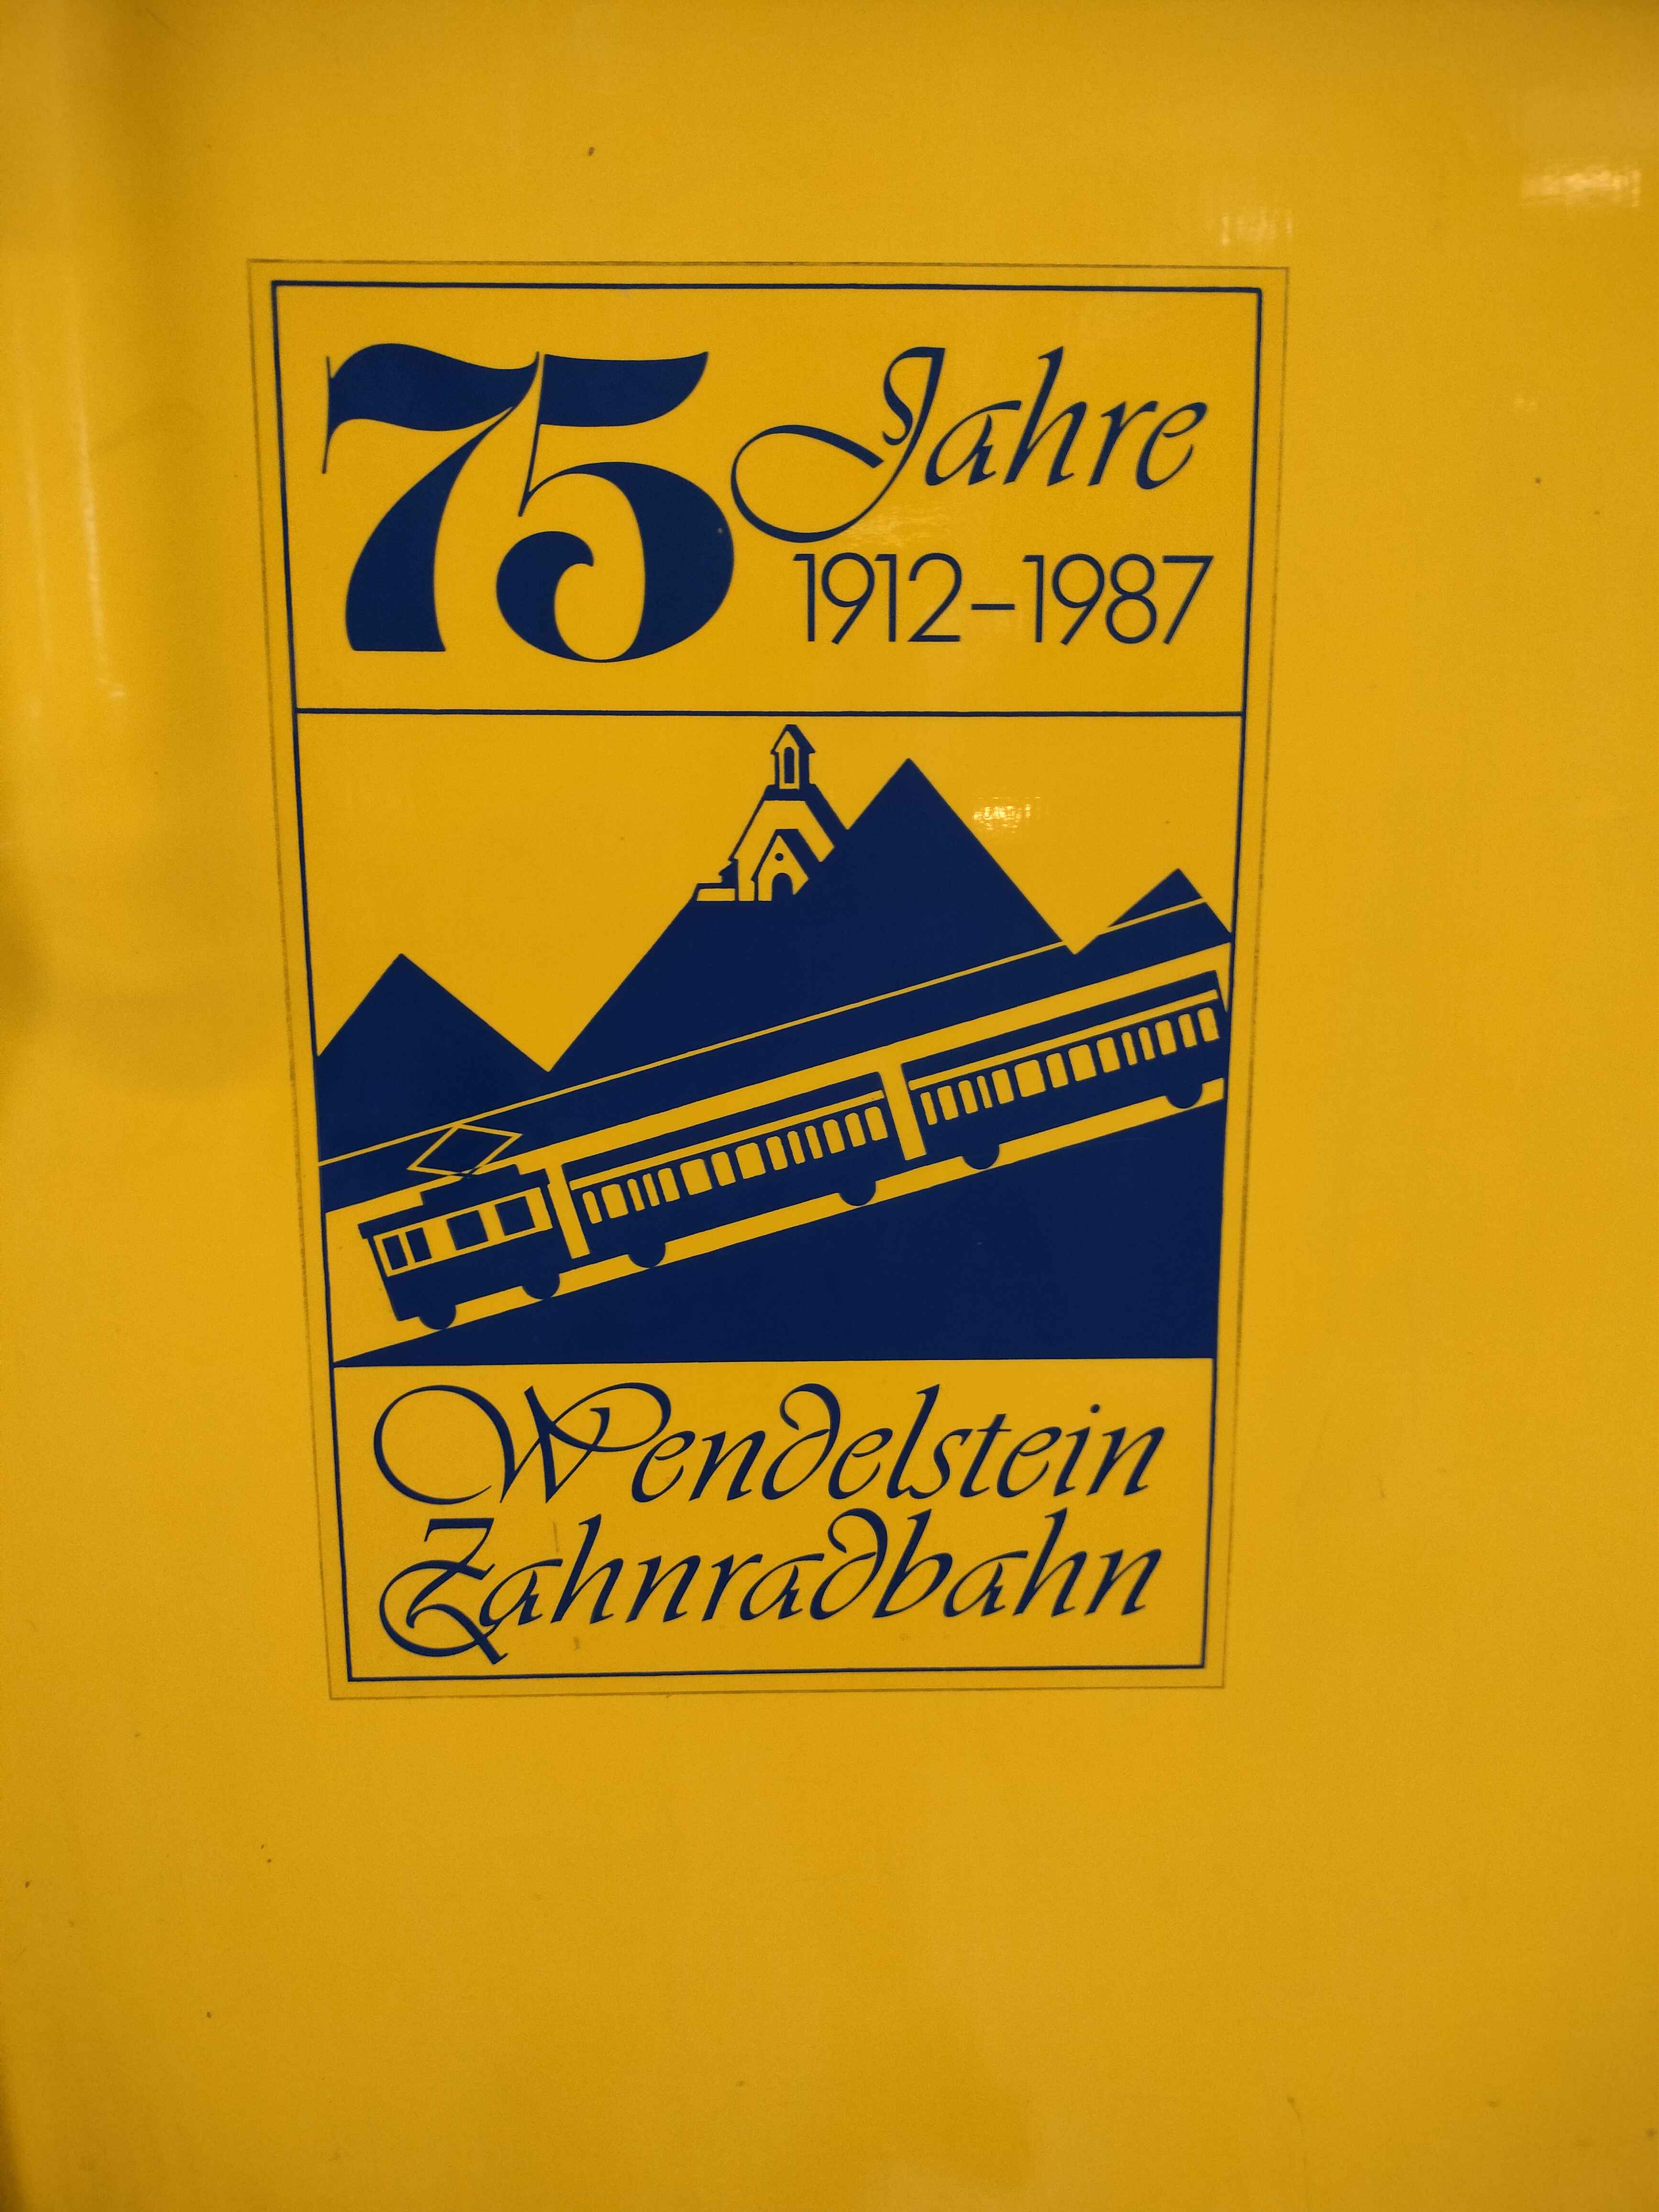 75 Jahre
1912-1987
Wendelstein
Zahnradbahn